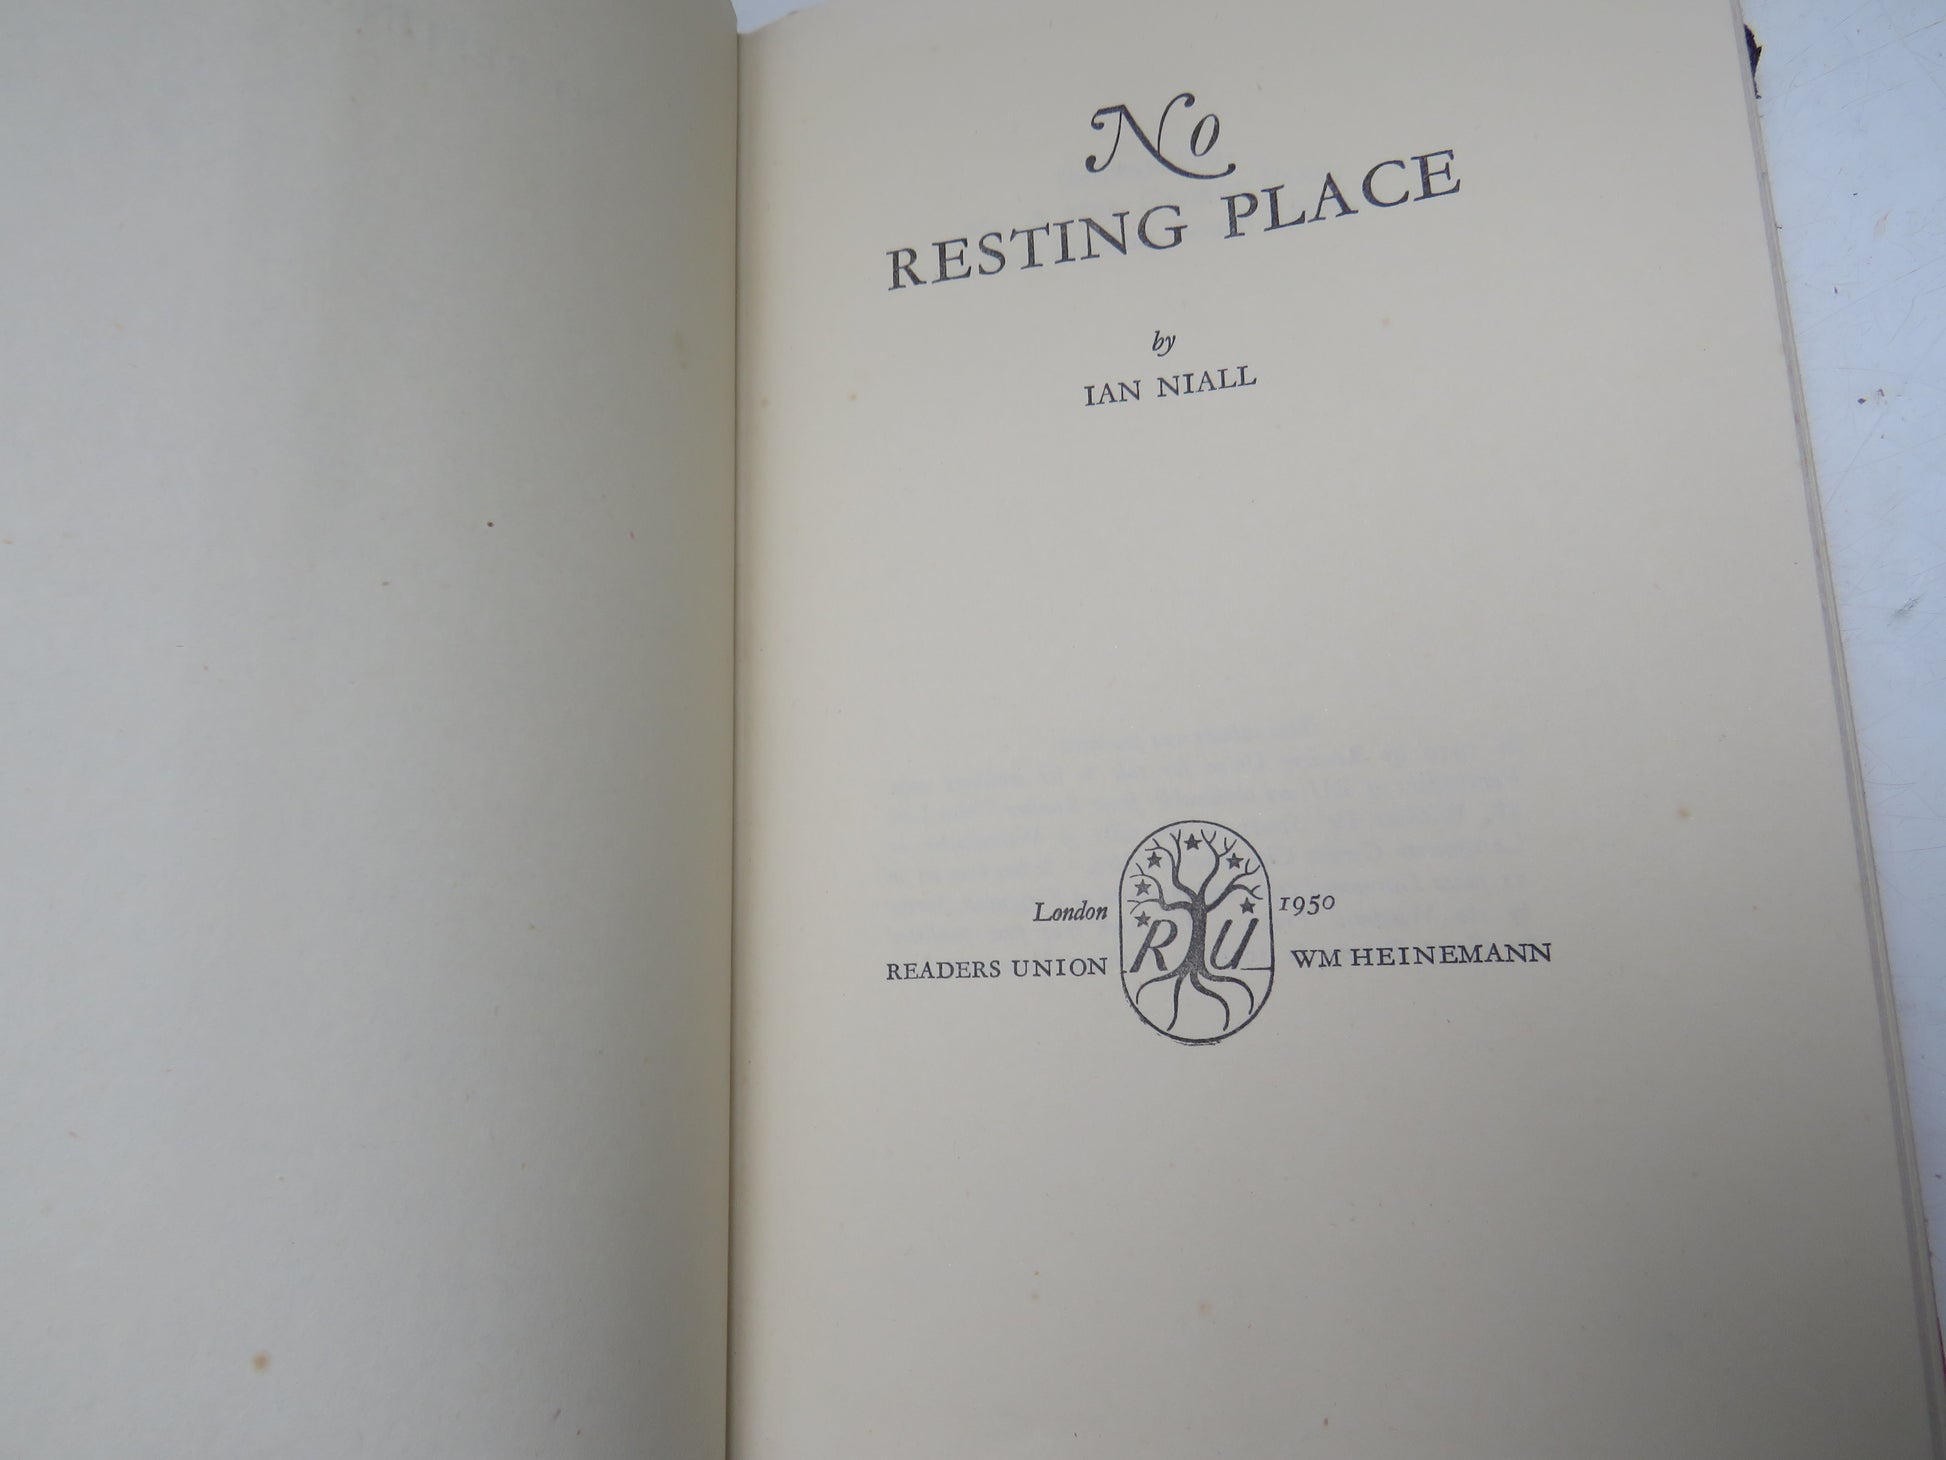 No
RESTING PLACE
by
IAN NIALL
London 1950
READERS UNION RU WM HEINEMANN